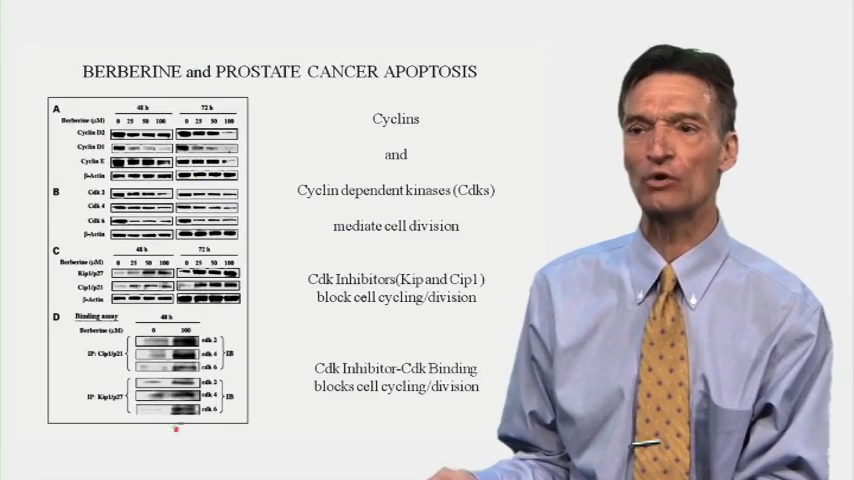 BERBERINE and PROSTATE CANCER APOPTOSIS
A
48 h 72 h
Berberine (μM) 0 25 50 100 0 25 50 100
Cyclin D2
Cyclin D1
Cyclin E
β-Actin
B
Cdk 2
Cdk 4
Cdk 6
β-Actin
C
48 h 72 h
Berberine (μM) 0 25 50 100 0 25 50 100
Kip1/p27
Cip1/p21
β-Actin
D Binding assay 48 h
Berberine (μM) 0 100
IP: Cip1/p21 cdk 2 cdk 4 cdk 6 IB
IP: Kip1/p27 cdk 2 cdk 4 cdk 6 IB
Cyclins
and
Cyclin dependent kinases (Cdks)
mediate cell division
Cdk Inhibitors(Kip and Cip1)
block cell cycling/division
Cdk Inhibitor-Cdk Binding
blocks cell cycling/division